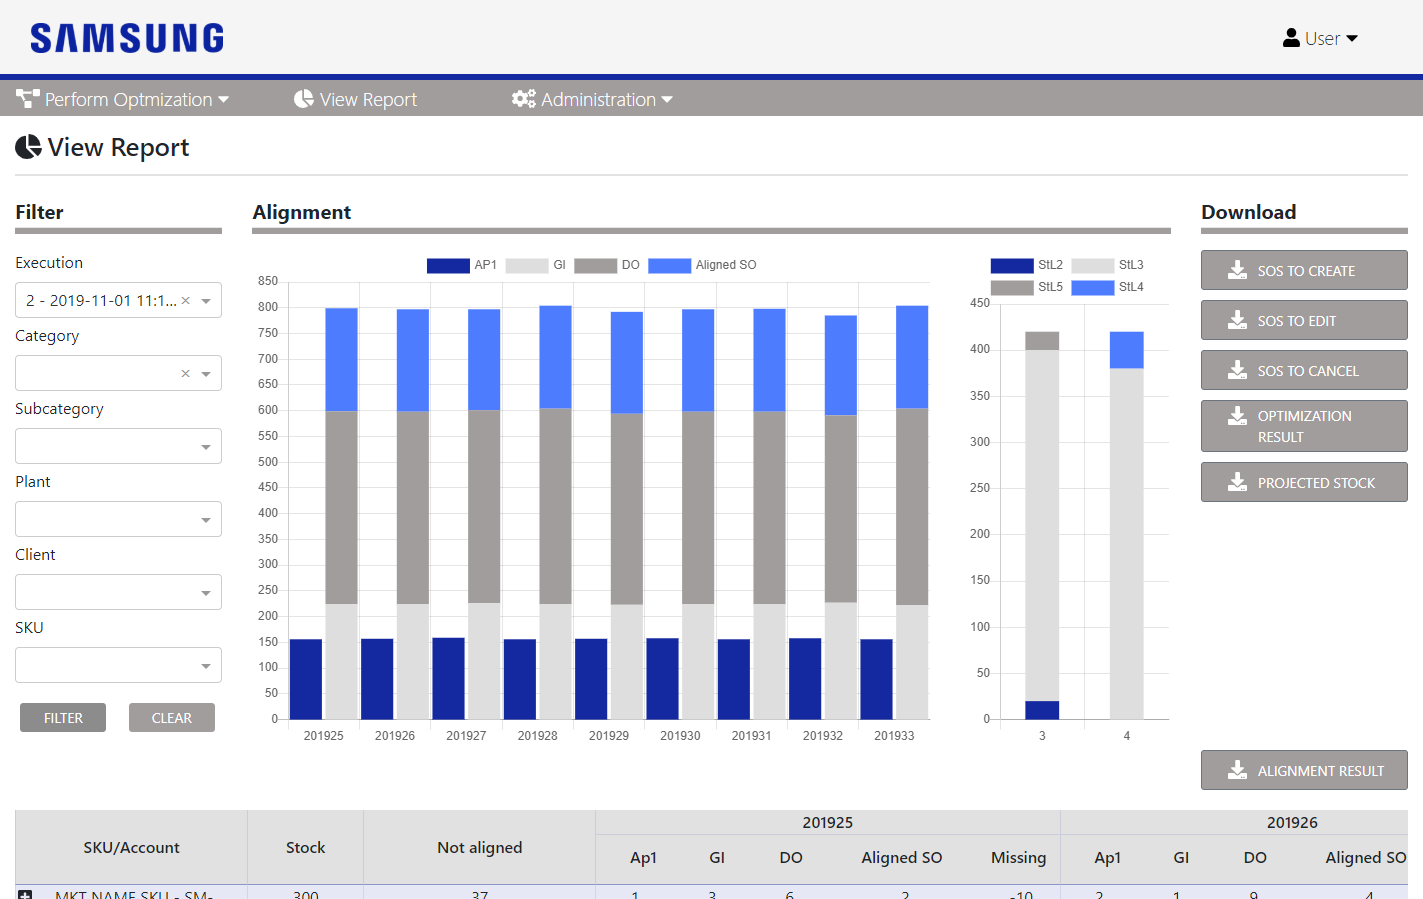 SAMSUNG
User
Perform Optmization
View Report
Administration
View Report
Filter
Execution
2 - 2019-11-01 11:1...
Category
Subcategory
Plant
Client
SKU
FILTER
CLEAR
Alignment
AP1
GI
DO
Aligned SO
850
800
750
700
650
600
550
500
450
400
350
300
250
200
150
100
50
0
201925
201926
201927
201928
201929
201930
201931
201932
201933
StL2
StL3
StL5
StL4
450
400
350
300
250
200
150
100
50
0
3
4
Download
SOS TO CREATE
SOS TO EDIT
SOS TO CANCEL
OPTIMIZATION
RESULT
PROJECTED STOCK
ALIGNMENT RESULT
SKU/Account
Stock
Not aligned
201925
201926
Ap1
GI
DO
Aligned SO
Missing
Ap1
GI
DO
Aligned SO
MKT NAME SKU - SM-
300
37
1
3
6
2
-10
2
1
9
4